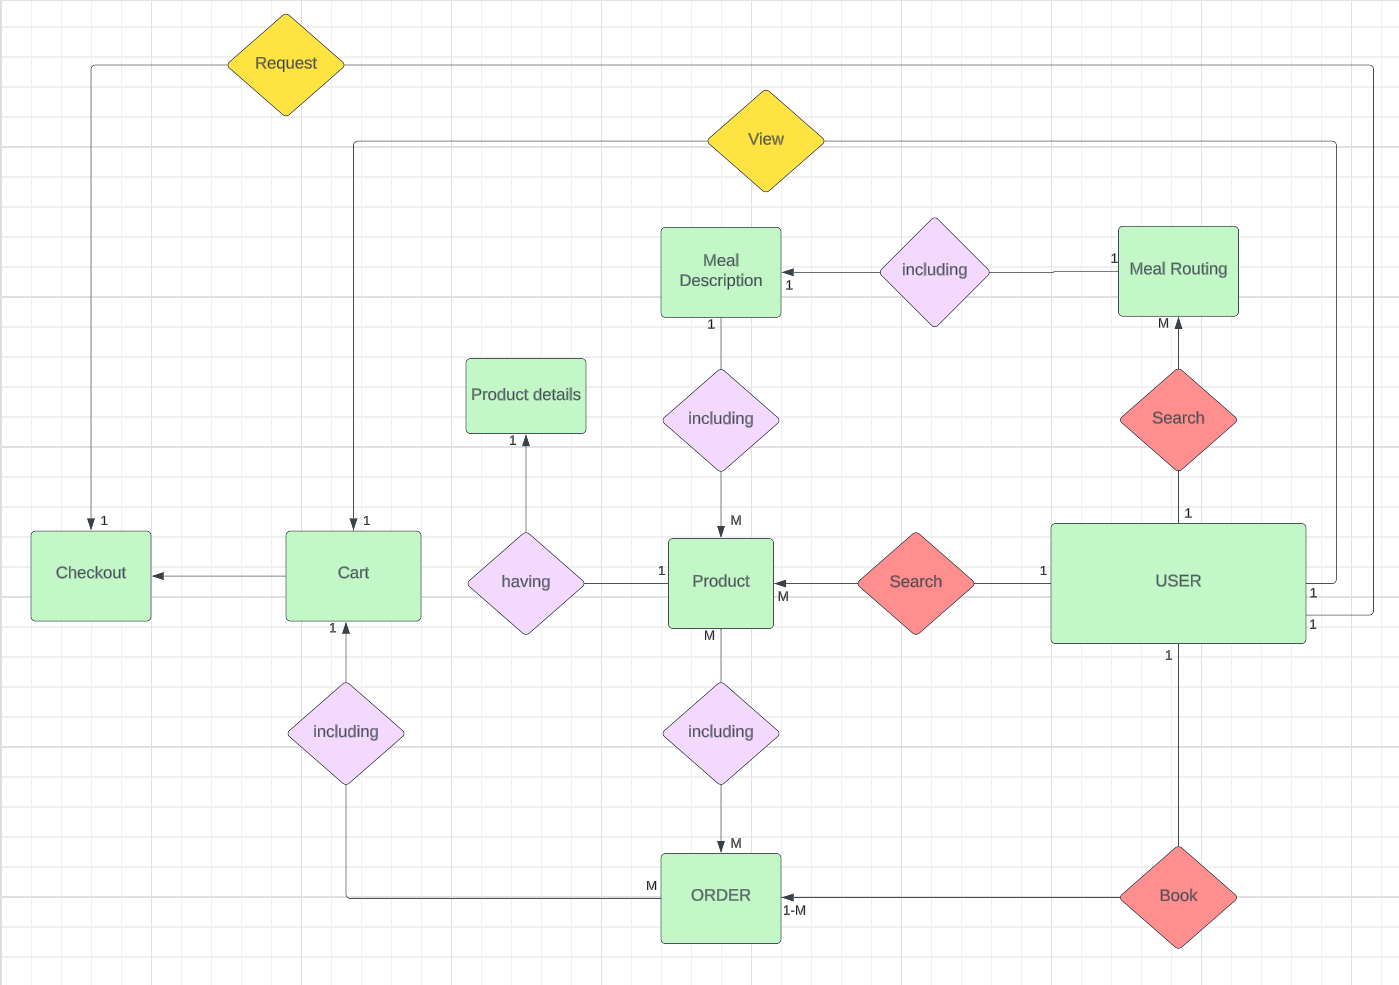 Request
View
Meal
Description
1
including
1
Meal Routing
1
M
Product details
1
including
Search
1
Checkout
1
Cart
1
1
having
1
Product
M
M
M
Search
1
USER
1
1
1
including
including
M
ORDER
M
1-M
Book